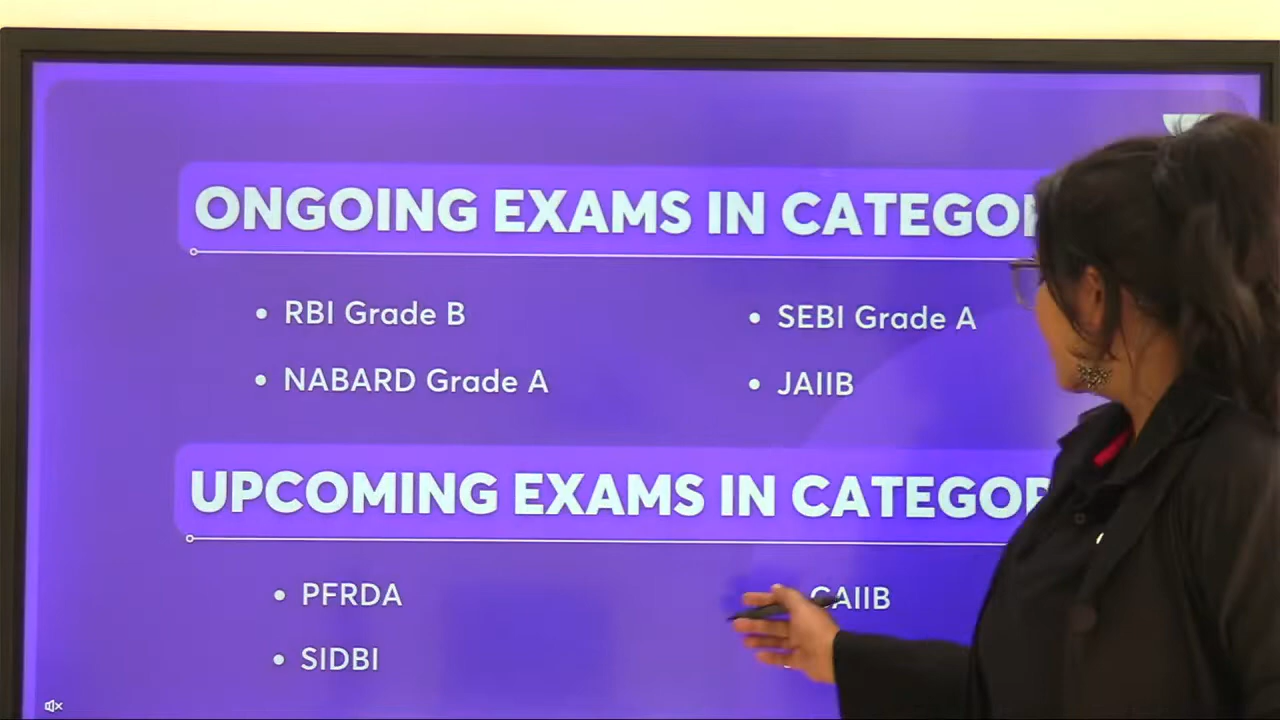 ONGOING EXAMS IN CATEGOR
• RBI Grade B
• SEBI Grade A
• NABARD Grade A
• JAIIB
UPCOMING EXAMS IN CATEGOR
• PFRDA
CAIIB
• SIDBI